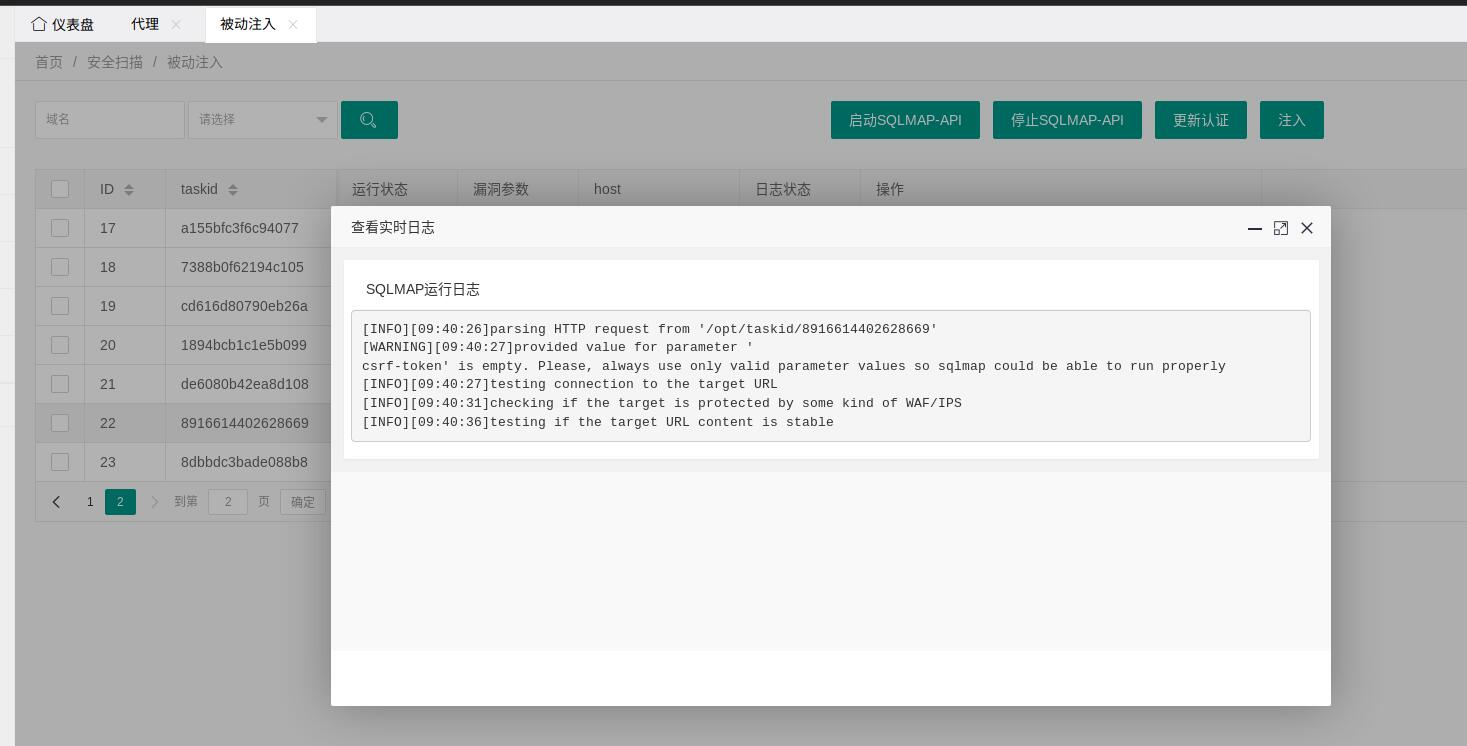 仪表盘 代理 被动注入
首页 / 安全扫描 / 被动注入
域名 请选择 启动SQLMAP-API 停止SQLMAP-API 更新认证 注入
ID taskid 运行状态 漏洞参数 host 日志状态 操作
17 a155bfc3f6c94077
18 7388b0f62194c105
19 cd616d80790eb26a
20 1894bcb1c1e5b099
21 de6080b42ea8d108
22 8916614402628669
23 8dbbdc3bade088b8
1 2 到第 2 页 确定
查看实时日志
SQLMAP运行日志
[INFO][09:40:26]parsing HTTP request from '/opt/taskid/8916614402628669'
[WARNING][09:40:27]provided value for parameter '
csrf-token' is empty. Please, always use only valid parameter values so sqlmap could be able to run properly
[INFO][09:40:27]testing connection to the target URL
[INFO][09:40:31]checking if the target is protected by some kind of WAF/IPS
[INFO][09:40:36]testing if the target URL content is stable